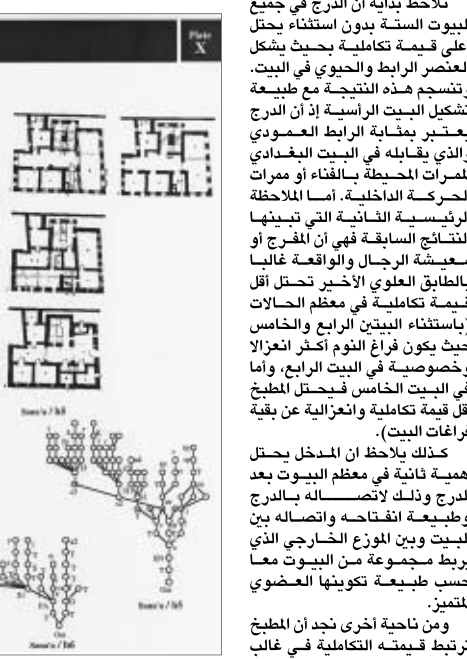 نلاحظ بداية أن الدرج في جميع
البيوت الستة بدون استثناء يحتل
على قيمة تكاملية بحيث يشكل
العنصر الرابط والحيوي في البيت.
وتنسجم هذه النتيجة مع طبيعة
تشكيل البيت الرأسية إذ أن الدرج
يعتبر بمثابة الرابط العمودي
والذي يقابله في البيت البغدادي
الممرات المحيطة بالفناء أو ممرات
الحركة الداخلية. أما الملاحظة
الرئيسية الثانية التي تبينها
النتائج السابقة فهي أن المفرج أو
معيشة الرجال والواقعة غالبا
بالطابق العلوي الأخير تحتل أقل
قيمة تكاملية في معظم الحالات
(باستثناء البيتين الرابع والخامس
حيث يكون فراغ النوم أكثر انعزالا
وخصوصية في البيت الرابع، وأما
في البيت الخامس فيحتل المطبخ
أقل قيمة تكاملية وانعزالية عن بقية
فراغات البيت).
كذلك يلاحظ ان المدخل يحتل
أهمية ثانية في معظم البيوت بعد
الدرج وذلك لاتصاله بالدرج
وطبيعة انفتاحه واتصاله بين
البيت وبين الموزع الخارجي الذي
يربط مجموعة من البيوت معا
حسب طبيعة تكوينها العضوي
المتميز.
ومن ناحية أخرى نجد أن المطبخ
ترتبط قيمته التكاملية في غالب
Plate
X
Sana'a / h5
Sana'a / h5
Sana'a / h6